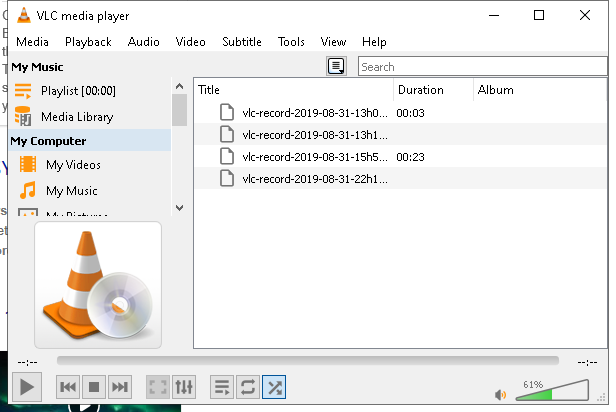 VLC media player
Media Playback Audio Video Subtitle Tools View Help
My Music
Search
Playlist [00:00]
Media Library
My Computer
My Videos
My Music
My Pictures
Title Duration Album
vlc-record-2019-08-31-13h0... 00:03
vlc-record-2019-08-31-13h1...
vlc-record-2019-08-31-15h5... 00:23
vlc-record-2019-08-31-22h1...
--:-- --:--
61%